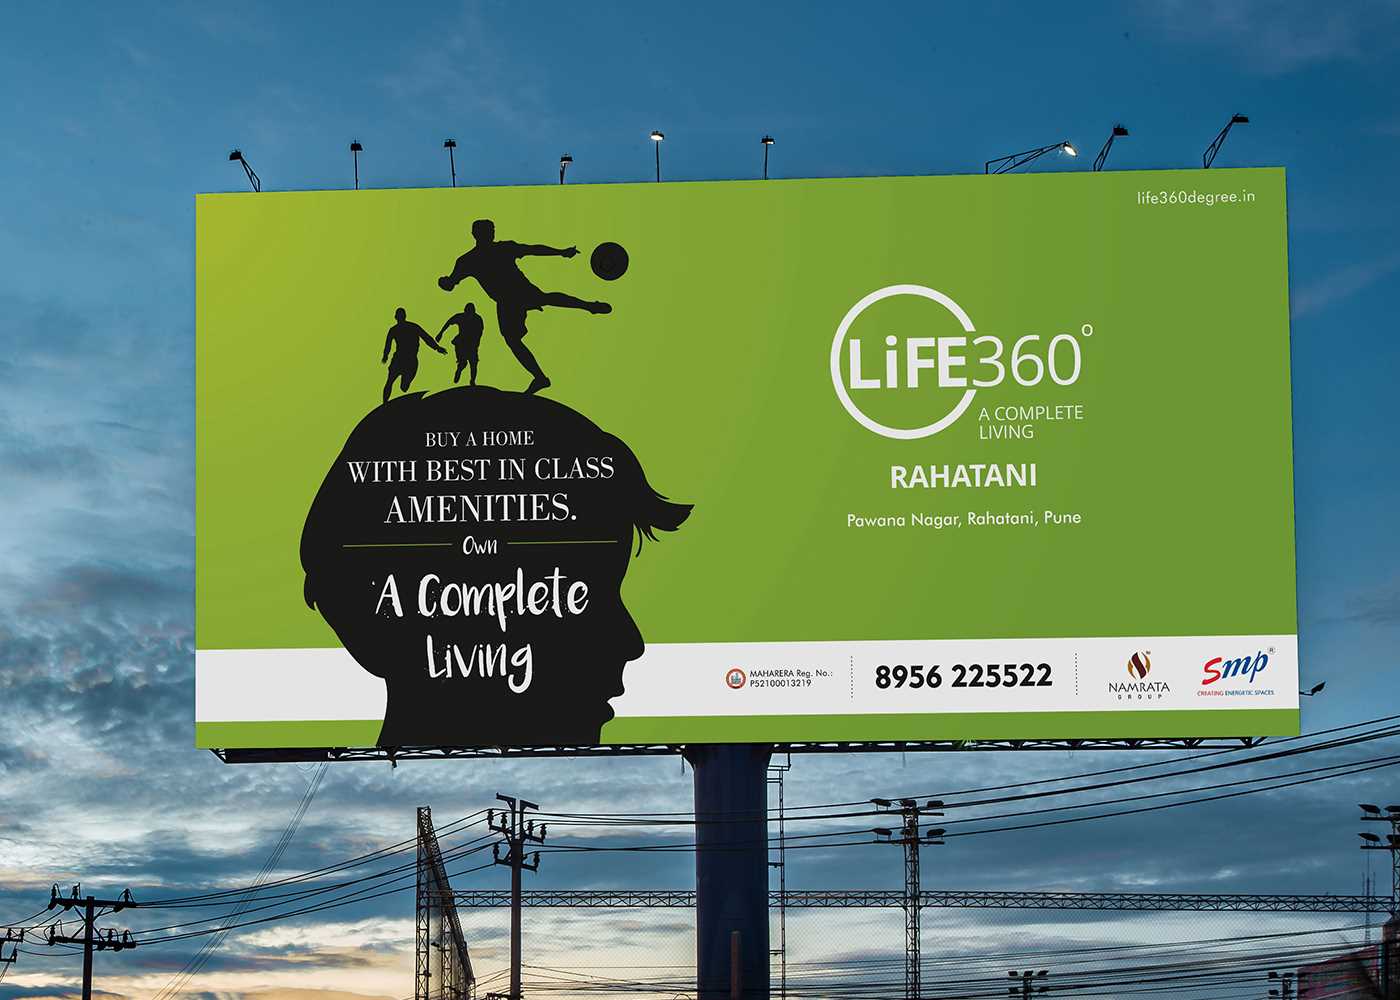 life360degree.in
LiFE360°
A COMPLETE
LIVING
RAHATANI
Pawana Nagar, Rahatani, Pune
BUY A HOME
WITH BEST IN CLASS
AMENITIES.
Own
A Complete
Living
MAHARERA Reg. No.:
P52100013219
8956 225522
NAMRATA
GROUP
smp®
CREATING ENERGETIC SPACES